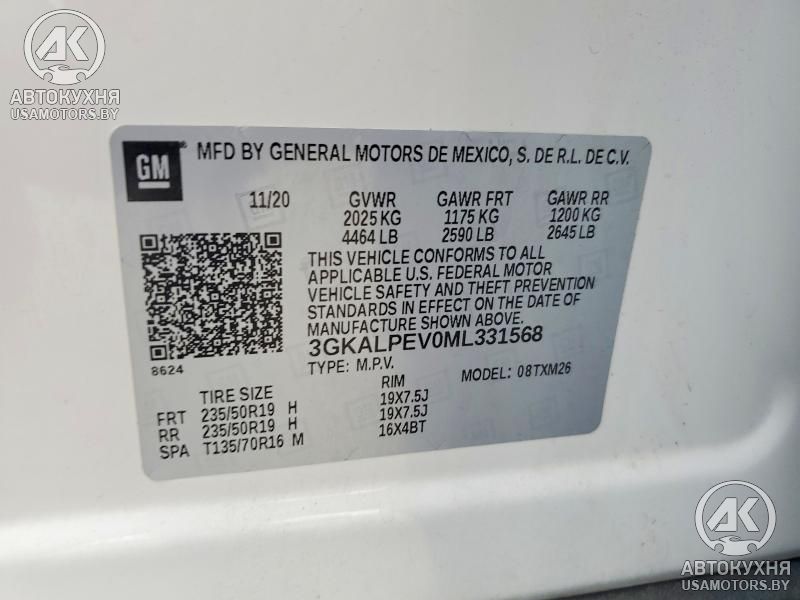 АК
АВТОКУХНЯ
USAMOTORS.BY
GM
MFD BY GENERAL MOTORS DE MEXICO, S. DE R.L. DE C.V.
11/20 GVWR GAWR FRT GAWR RR
2025 KG 1175 KG 1200 KG
4464 LB 2590 LB 2645 LB
THIS VEHICLE CONFORMS TO ALL
APPLICABLE U.S. FEDERAL MOTOR
VEHICLE SAFETY AND THEFT PREVENTION
STANDARDS IN EFFECT ON THE DATE OF
MANUFACTURE SHOWN ABOVE.
3GKALPEV0ML331568
8624
TYPE: M.P.V. MODEL: 08TXM26
TIRE SIZE RIM
FRT 235/50R19 H 19X7.5J
RR 235/50R19 H 19X7.5J
SPA T135/70R16 M 16X4BT
АК
АВТОКУХНЯ
USAMOTORS.BY